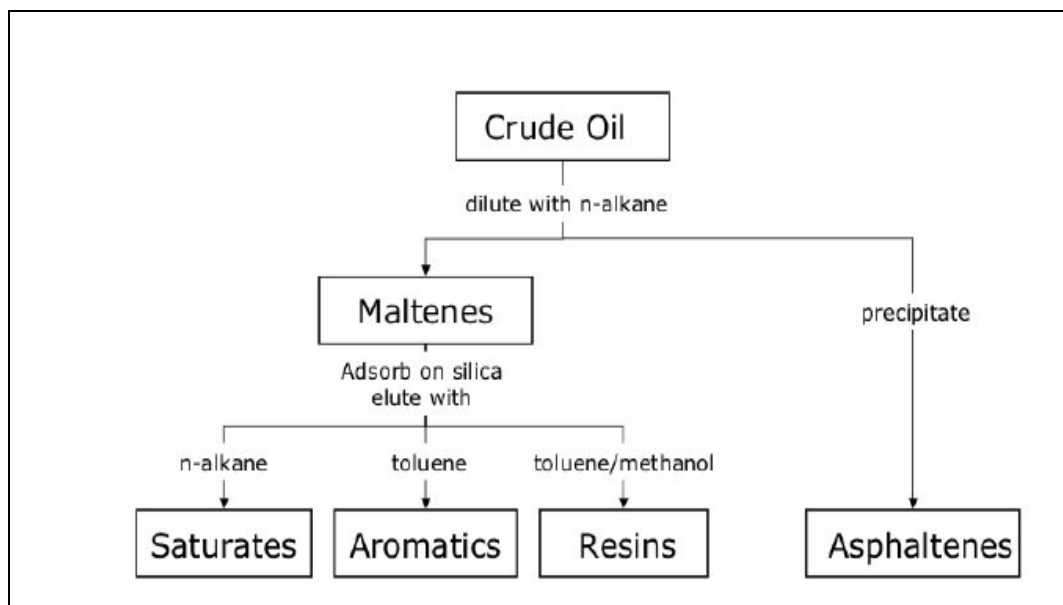 Crude Oil
dilute with n-alkane
Maltenes
precipitate
Adsorb on silica
elute with
n-alkane
toluene
toluene/methanol
Saturates
Aromatics
Resins
Asphaltenes